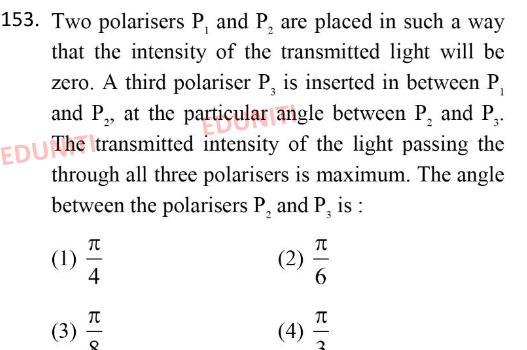 153. Two polarisers P₁ and P₂ are placed in such a way
that the intensity of the transmitted light will be
zero. A third polariser P₃ is inserted in between P₁
and P₂, at the particular angle between P₂ and P₃.
The transmitted intensity of the light passing the
through all three polarisers is maximum. The angle
between the polarisers P₂ and P₃ is :
(1) π/4 (2) π/6
(3) π/8 (4) π/3
EDUNITI
EDUNITI